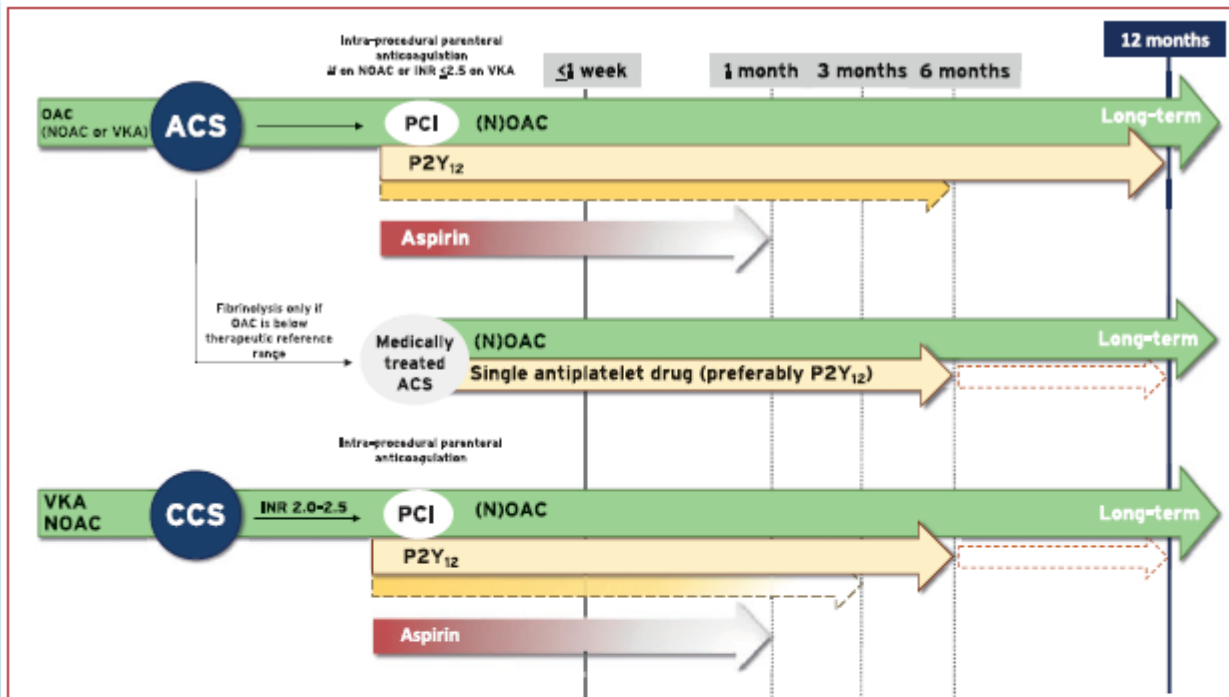 12 months
Intra-procedural parenteral
anticoagulation
if on NOAC or INR ≤2.5 on VKA
≤1 week
1 month
3 months
6 months
OAC
(NOAC or VKA)
ACS
PCI
(N)OAC
Long-term
P2Y12
Aspirin
Fibrinolysis only if
OAC is below
therapeutic reference
range
Medically
treated
ACS
(N)OAC
Long-term
Single antiplatelet drug (preferably P2Y12)
Intra-procedural parenteral
anticoagulation
VKA
NOAC
CCS
INR 2.0-2.5
PCI
(N)OAC
Long-term
P2Y12
Aspirin